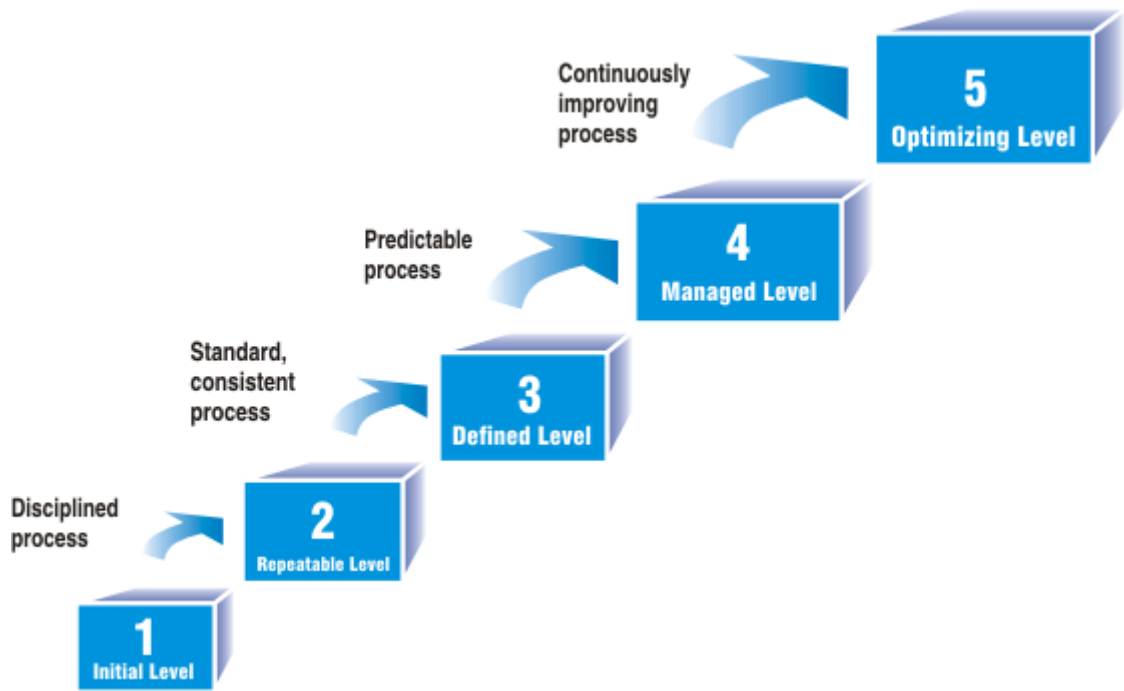 Continuously
improving
process
5
Optimizing Level
Predictable
process
4
Managed Level
Standard,
consistent
process
3
Defined Level
Disciplined
process
2
Repeatable Level
1
Initial Level